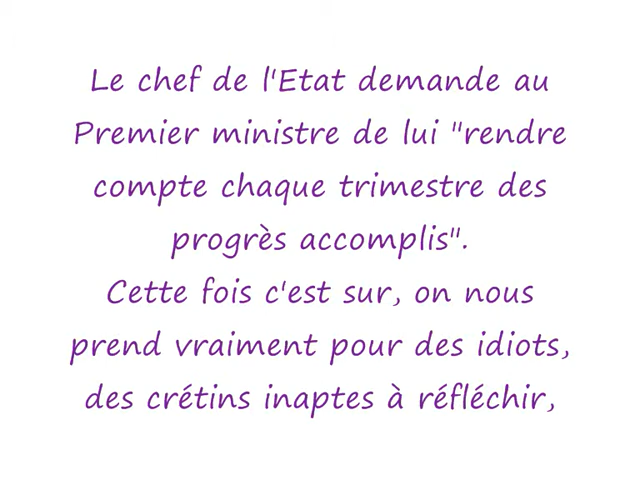 Le chef de l'Etat demande au
Premier ministre de lui "rendre
compte chaque trimestre des
progrès accomplis".
Cette fois c'est sur, on nous
prend vraiment pour des idiots,
des crétins inaptes à réfléchir,